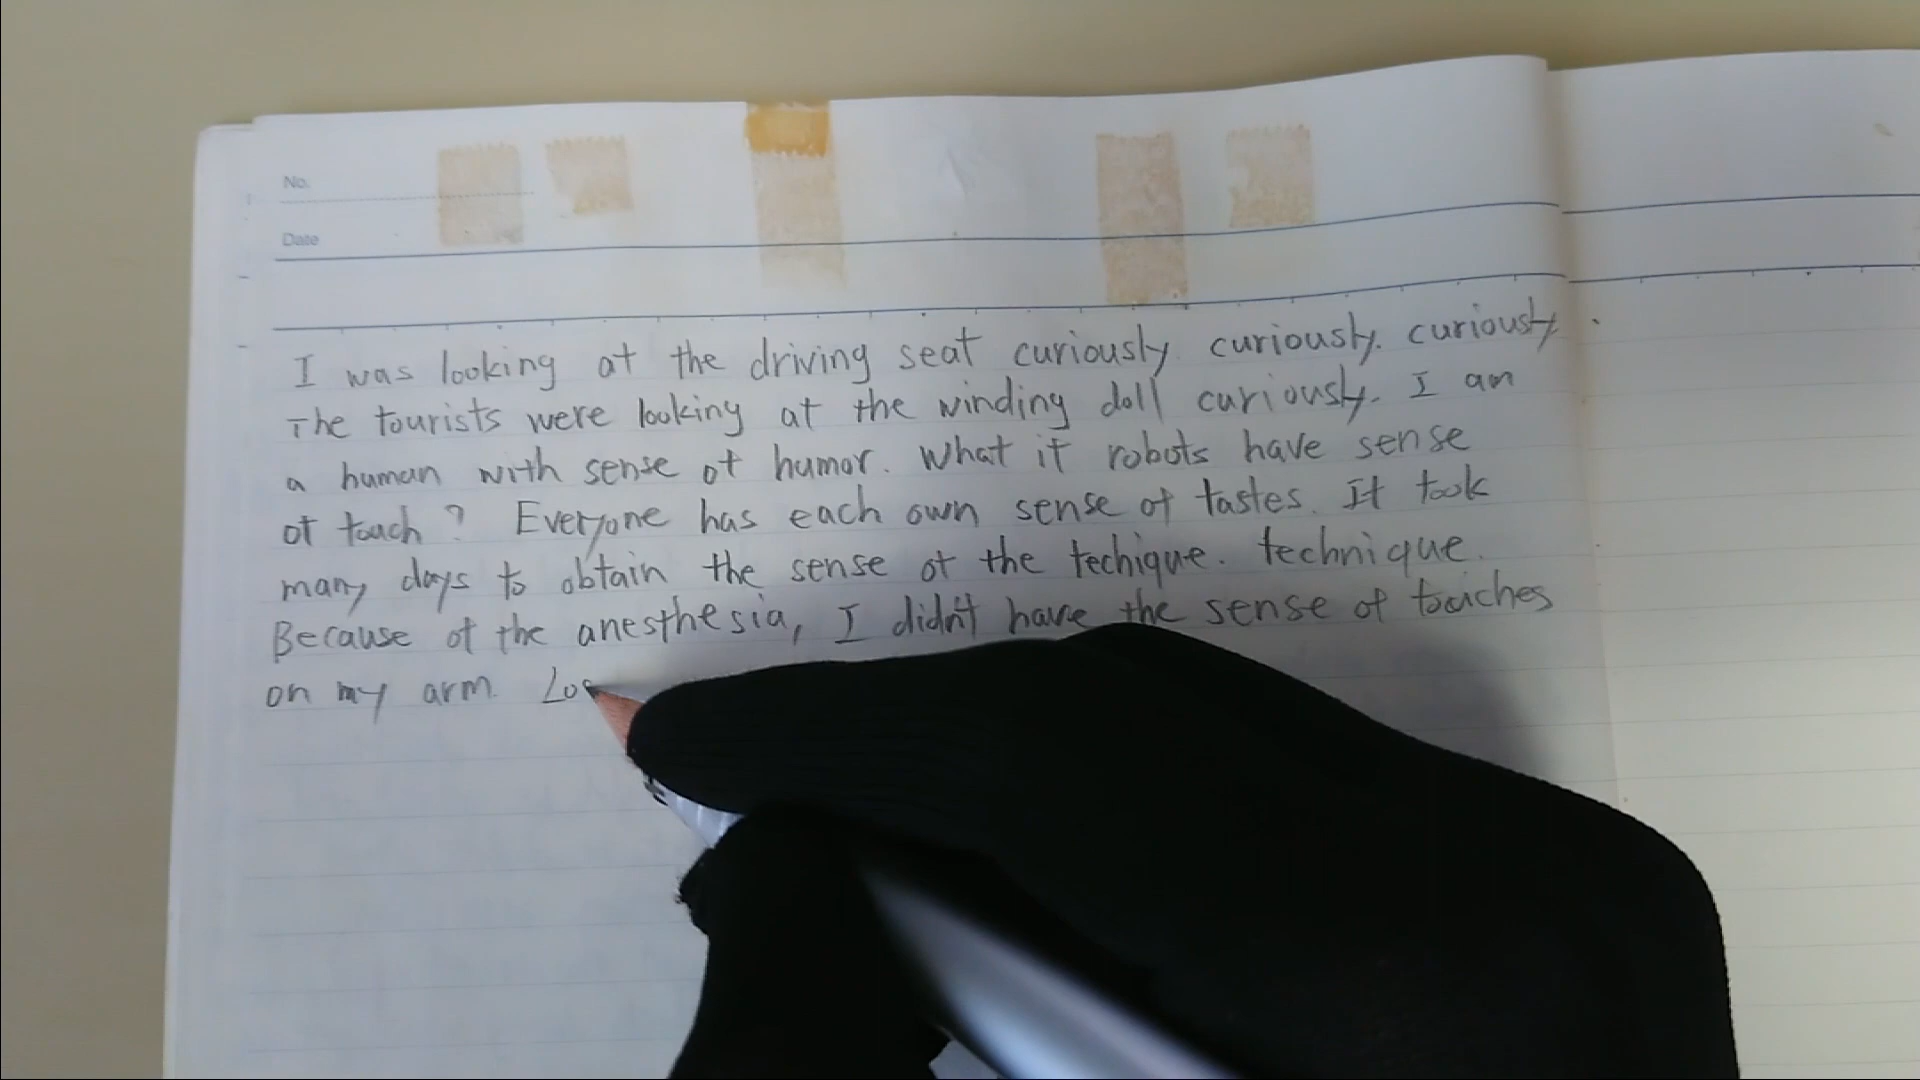 No.
Date
I was looking at the driving seat curiously. curiously. curiously.
The tourists were looking at the winding doll curiously. I am
a human with sense of humor. What if robots have sense
of touch? Everyone has each own sense of tastes. It took
many days to obtain the sense of the techique. technique.
Because of the anesthesia, I didn't have the sense of touches
on my arm. Los